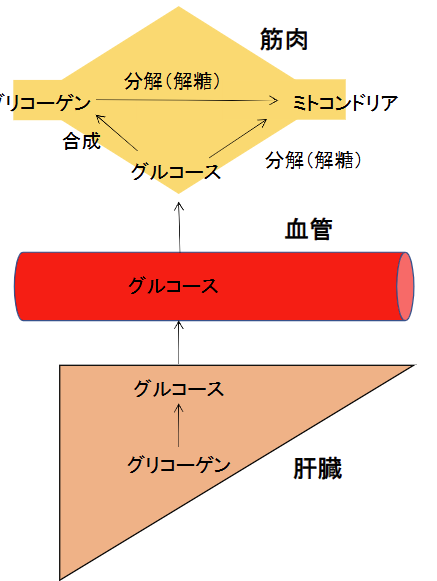 筋肉
分解（解糖）
グリコーゲン
ミトコンドリア
合成
分解（解糖）
グルコース
血管
グルコース
グルコース
グリコーゲン
肝臓